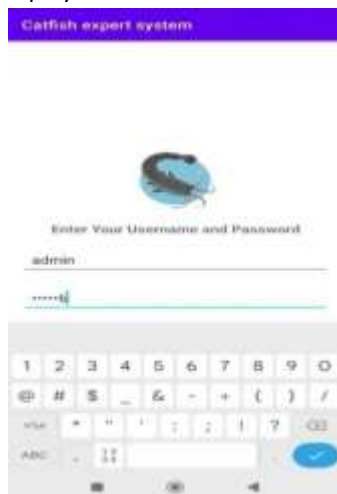 Catfish expert system
Enter Your Username and Password
admin
•••••6
1 2 3 4 5 6 7 8 9 0
@ # $ _ & - + ( ) /
* " ' : ; ! ?
ABC ,